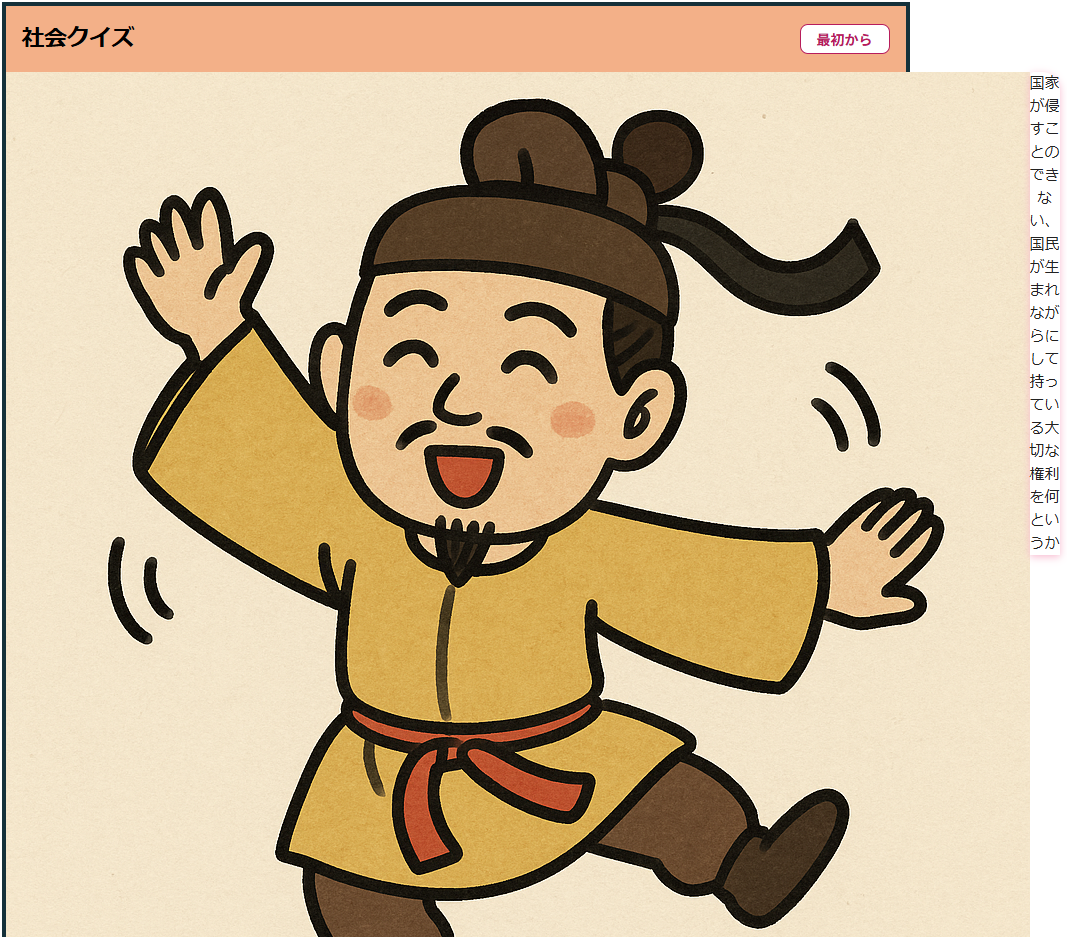 社会クイズ
最初から
国家
が侵
すこ
との
でき
な
い、
国民
が生
まれ
なが
らに
して
持っ
てい
る大
切な
権利
を何
とい
うか